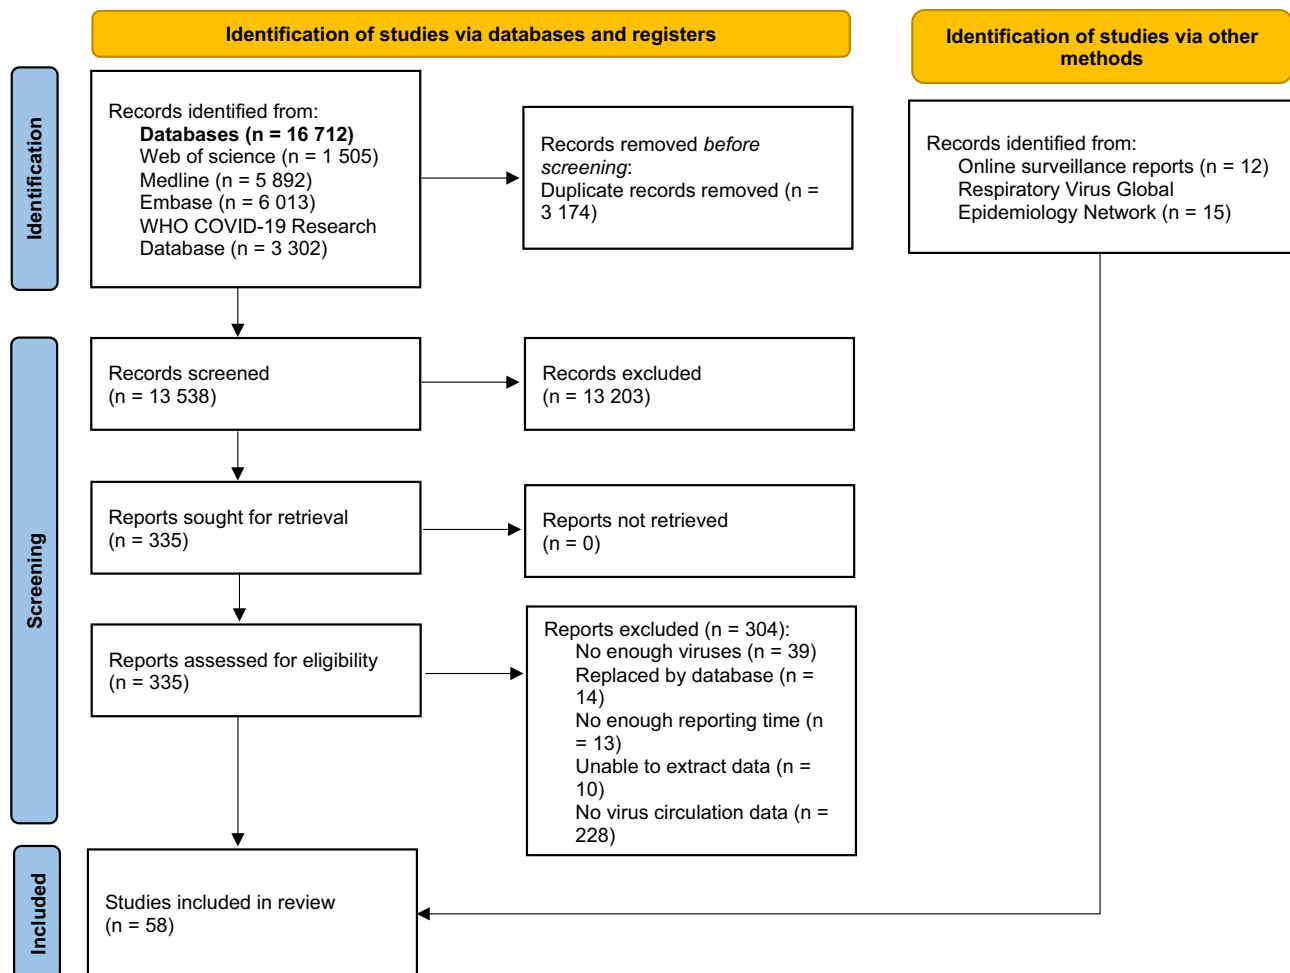 Identification of studies via databases and registers
Identification of studies via other
methods
Identification
Records identified from:
Databases (n = 16 712)
Web of science (n = 1 505)
Medline (n = 5 892)
Embase (n = 6 013)
WHO COVID-19 Research
Database (n = 3 302)
Records removed before
screening:
Duplicate records removed (n =
3 174)
Records identified from:
Online surveillance reports (n = 12)
Respiratory Virus Global
Epidemiology Network (n = 15)
Screening
Records screened
(n = 13 538)
Records excluded
(n = 13 203)
Reports sought for retrieval
(n = 335)
Reports not retrieved
(n = 0)
Reports assessed for eligibility
(n = 335)
Reports excluded (n = 304):
No enough viruses (n = 39)
Replaced by database (n =
14)
No enough reporting time (n
= 13)
Unable to extract data (n =
10)
No virus circulation data (n =
228)
Included
Studies included in review
(n = 58)